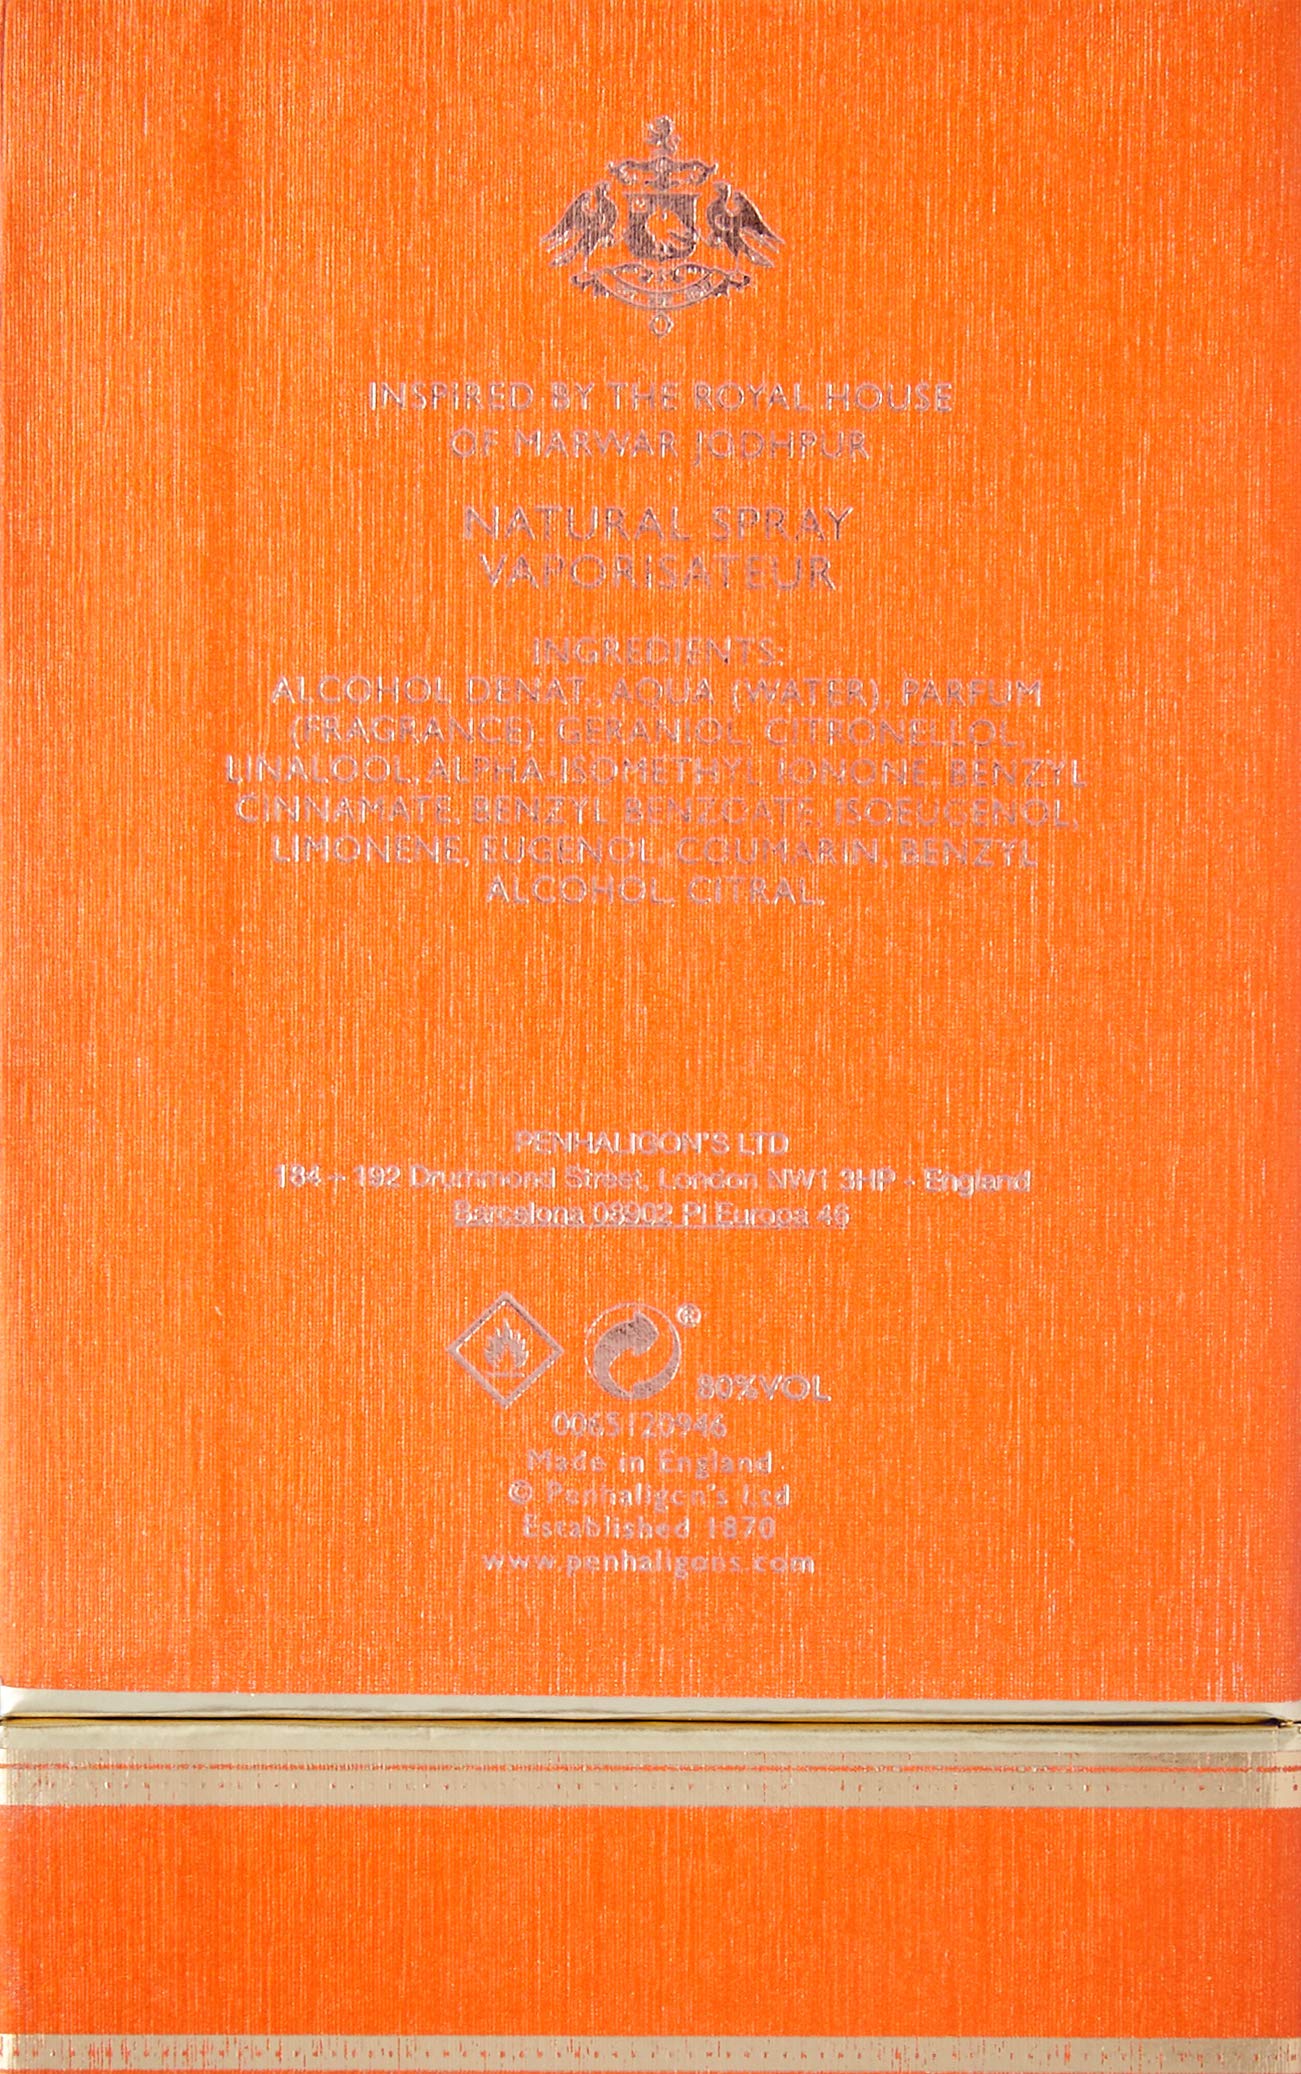 INSPIRED BY THE ROYAL HOUSE
OF MARWAR JODHPUR
NATURAL SPRAY
VAPORISATEUR
INGREDIENTS:
ALCOHOL DENAT., AQUA (WATER), PARFUM
(FRAGRANCE), GERANIOL, CITRONELLOL,
LINALOOL, ALPHA-ISOMETHYL IONONE, BENZYL
CINNAMATE, BENZYL BENZOATE, ISOEUGENOL,
LIMONENE, EUGENOL, COUMARIN, BENZYL
ALCOHOL, CITRAL.
PENHALIGON'S LTD
184 - 192 Drummond Street, London NW1 3HP - England
Barcelona 08902 Pl Europa 46
®
80%VOL
0065120946
Made in England
© Penhaligon's Ltd
Established 1870
www.penhaligons.com